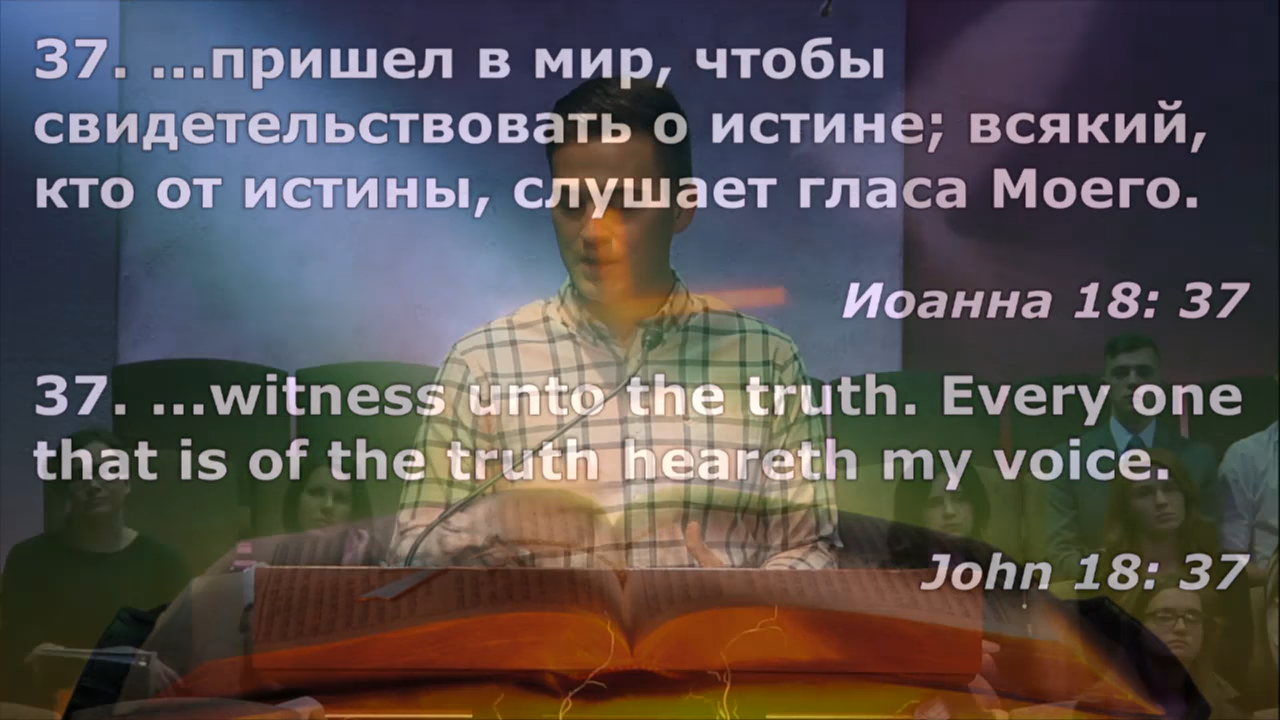 37. ...пришел в мир, чтобы
свидетельствовать о истине; всякий,
кто от истины, слушает гласа Моего.
Иоанна 18: 37
37. ...witness unto the truth. Every one
that is of the truth heareth my voice.
John 18: 37